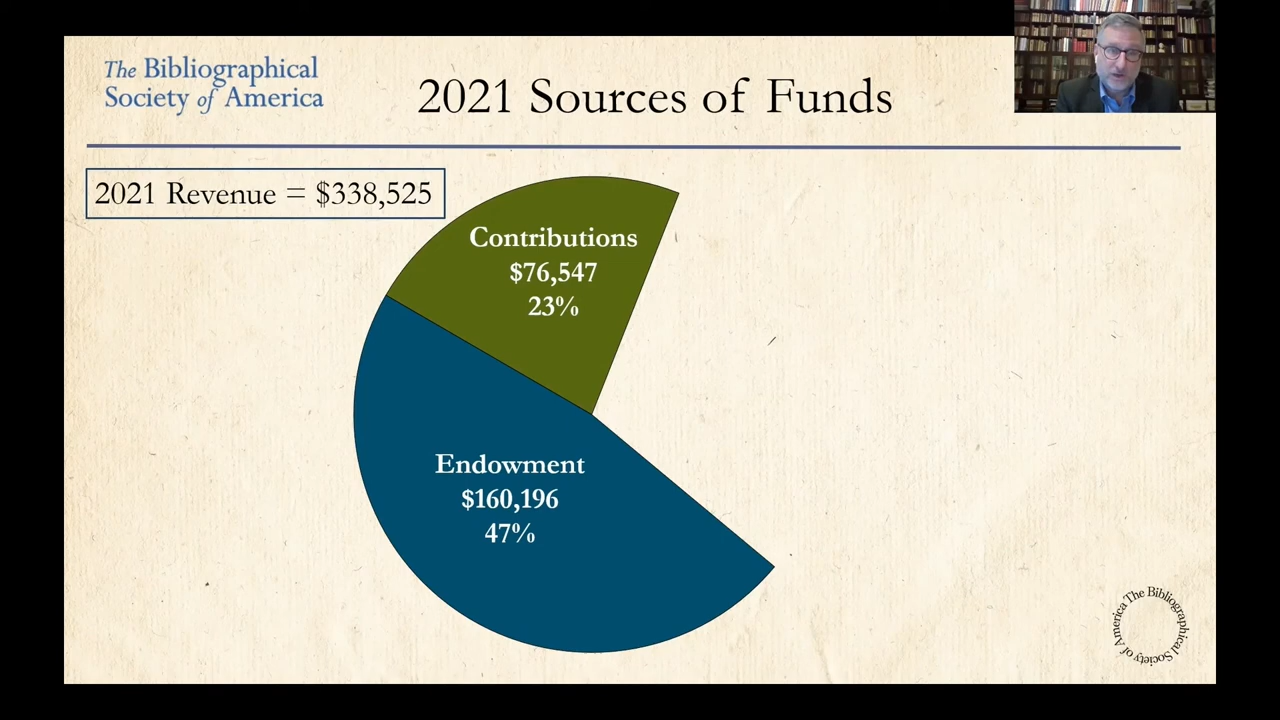 The Bibliographical
Society of America
2021 Sources of Funds
2021 Revenue = $338,525
Contributions
$76,547
23%
Endowment
$160,196
47%
The Bibliographical Society of America